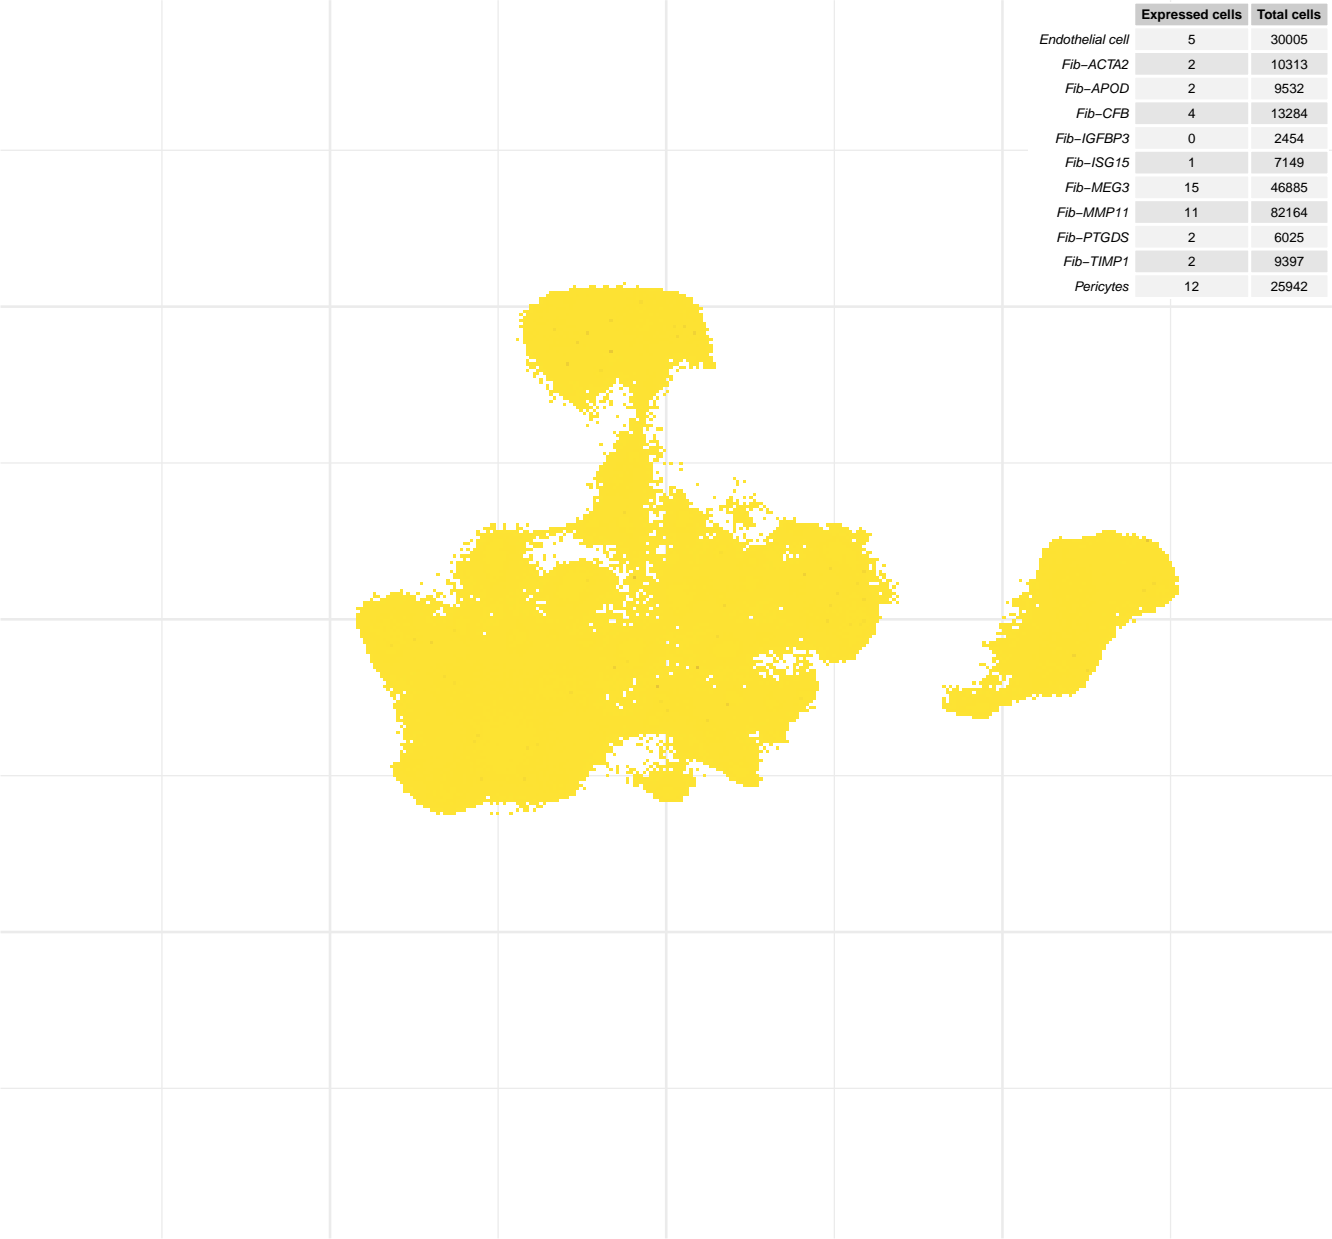 Expressed cells Total cells
Endothelial cell 5 30005
Fib−ACTA2 2 10313
Fib−APOD 2 9532
Fib−CFB 4 13284
Fib−IGFBP3 0 2454
Fib−ISG15 1 7149
Fib−MEG3 15 46885
Fib−MMP11 11 82164
Fib−PTGDS 2 6025
Fib−TIMP1 2 9397
Pericytes 12 25942